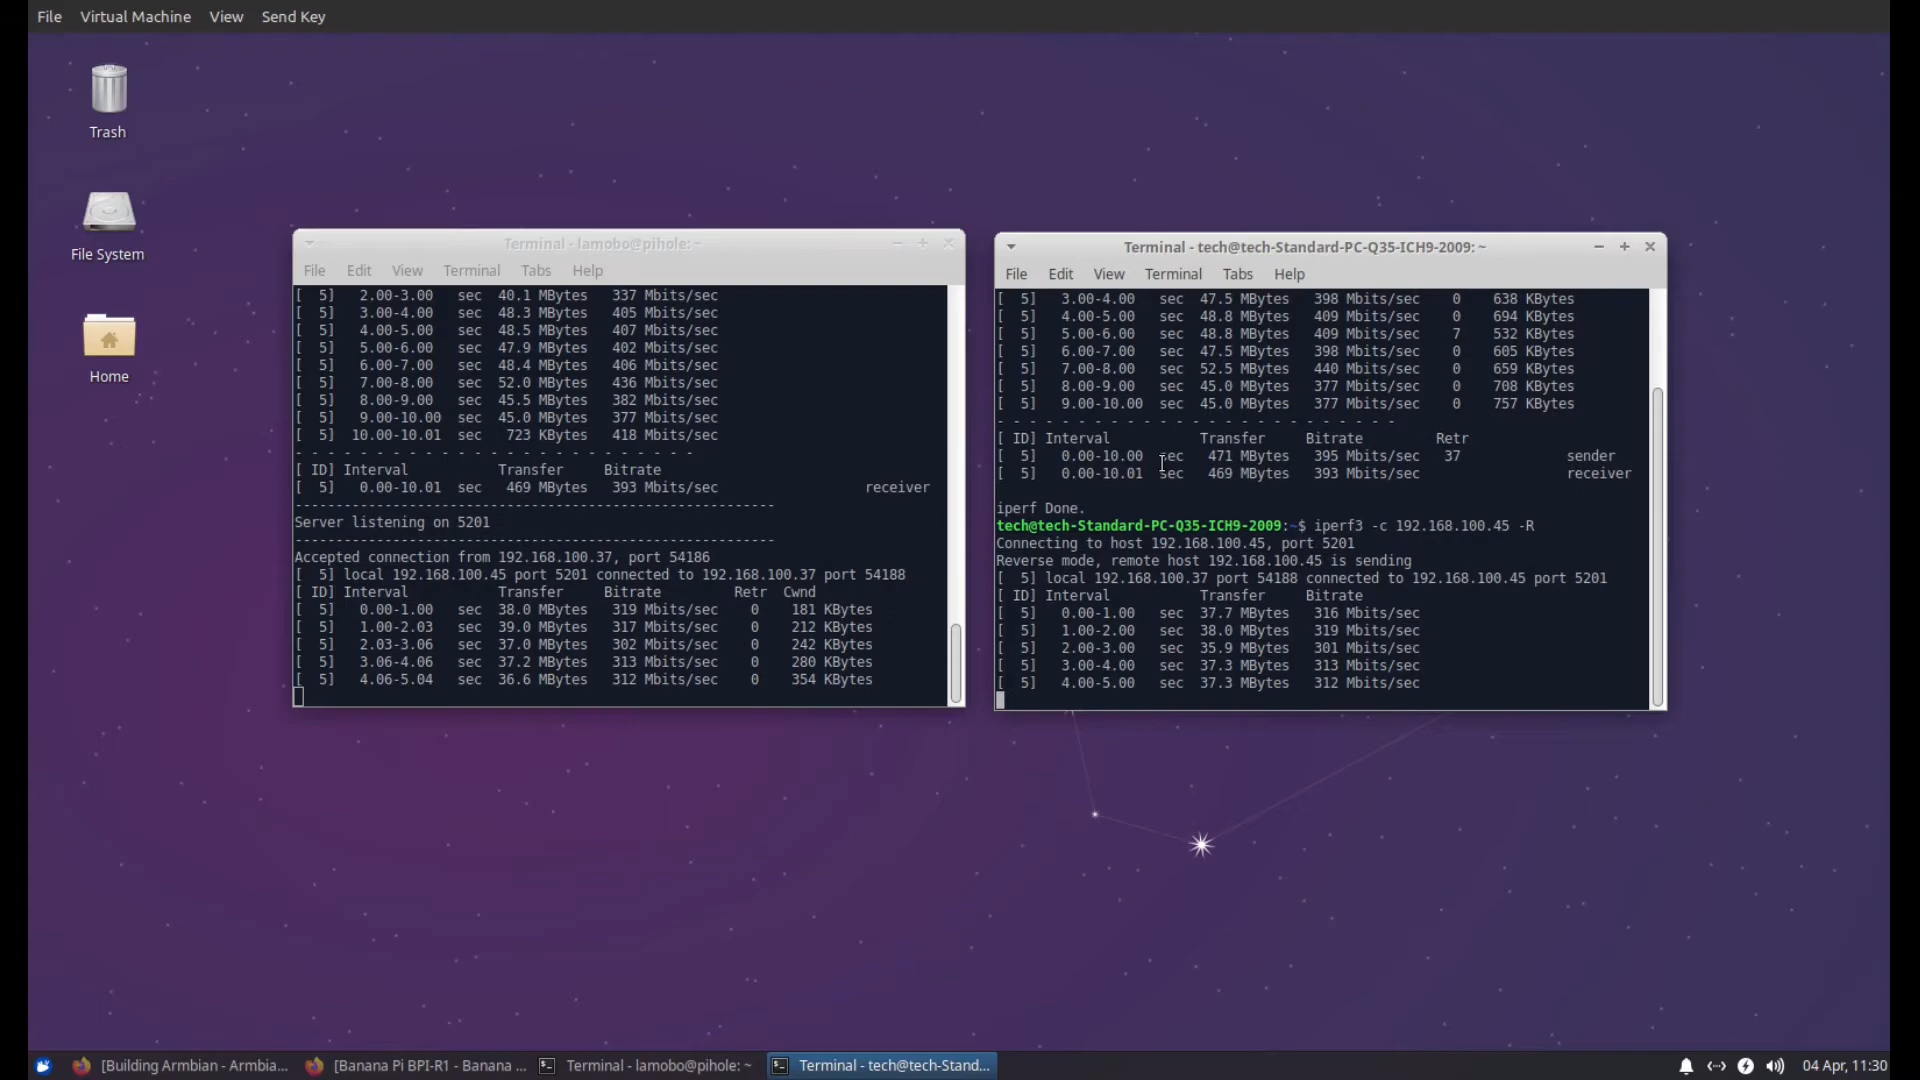 File Virtual Machine View Send Key
Trash
File System
Home
Terminal - lamobo@pihole: ~
File Edit View Terminal Tabs Help
[  5]   2.00-3.00   sec  40.1 MBytes   337 Mbits/sec
[  5]   3.00-4.00   sec  48.3 MBytes   405 Mbits/sec
[  5]   4.00-5.00   sec  48.5 MBytes   407 Mbits/sec
[  5]   5.00-6.00   sec  47.9 MBytes   402 Mbits/sec
[  5]   6.00-7.00   sec  48.4 MBytes   406 Mbits/sec
[  5]   7.00-8.00   sec  52.0 MBytes   436 Mbits/sec
[  5]   8.00-9.00   sec  45.5 MBytes   382 Mbits/sec
[  5]   9.00-10.00  sec  45.0 MBytes   377 Mbits/sec
[  5]  10.00-10.01  sec   723 KBytes   418 Mbits/sec
- - - - - - - - - - - - - - - - - - - - - - - - -
[ ID] Interval           Transfer     Bitrate
[  5]   0.00-10.01  sec   469 MBytes   393 Mbits/sec                  receiver
-----------------------------------------------------------
Server listening on 5201
-----------------------------------------------------------
Accepted connection from 192.168.100.37, port 54186
[  5] local 192.168.100.45 port 5201 connected to 192.168.100.37 port 54188
[ ID] Interval           Transfer     Bitrate         Retr  Cwnd
[  5]   0.00-1.00   sec  38.0 MBytes   319 Mbits/sec    0    181 KBytes
[  5]   1.00-2.03   sec  39.0 MBytes   317 Mbits/sec    0    212 KBytes
[  5]   2.03-3.06   sec  37.0 MBytes   302 Mbits/sec    0    242 KBytes
[  5]   3.06-4.06   sec  37.2 MBytes   313 Mbits/sec    0    280 KBytes
[  5]   4.06-5.04   sec  36.6 MBytes   312 Mbits/sec    0    354 KBytes
Terminal - tech@tech-Standard-PC-Q35-ICH9-2009: ~
File Edit View Terminal Tabs Help
[  5]   3.00-4.00   sec  47.5 MBytes   398 Mbits/sec    0    638 KBytes
[  5]   4.00-5.00   sec  48.8 MBytes   409 Mbits/sec    0    694 KBytes
[  5]   5.00-6.00   sec  48.8 MBytes   409 Mbits/sec    7    532 KBytes
[  5]   6.00-7.00   sec  47.5 MBytes   398 Mbits/sec    0    605 KBytes
[  5]   7.00-8.00   sec  52.5 MBytes   440 Mbits/sec    0    659 KBytes
[  5]   8.00-9.00   sec  45.0 MBytes   377 Mbits/sec    0    708 KBytes
[  5]   9.00-10.00  sec  45.0 MBytes   377 Mbits/sec    0    757 KBytes
- - - - - - - - - - - - - - - - - - - - - - - - -
[ ID] Interval           Transfer     Bitrate         Retr
[  5]   0.00-10.00  sec   471 MBytes   395 Mbits/sec   37             sender
[  5]   0.00-10.01  sec   469 MBytes   393 Mbits/sec                  receiver
iperf Done.
tech@tech-Standard-PC-Q35-ICH9-2009:~$ iperf3 -c 192.168.100.45 -R
Connecting to host 192.168.100.45, port 5201
Reverse mode, remote host 192.168.100.45 is sending
[  5] local 192.168.100.37 port 54188 connected to 192.168.100.45 port 5201
[ ID] Interval           Transfer     Bitrate
[  5]   0.00-1.00   sec  37.7 MBytes   316 Mbits/sec
[  5]   1.00-2.00   sec  38.0 MBytes   319 Mbits/sec
[  5]   2.00-3.00   sec  35.9 MBytes   301 Mbits/sec
[  5]   3.00-4.00   sec  37.3 MBytes   313 Mbits/sec
[  5]   4.00-5.00   sec  37.3 MBytes   312 Mbits/sec
[Building Armbian - Armbia... [Banana Pi BPI-R1 - Banana ... Terminal - lamobo@pihole: ~ Terminal - tech@tech-Stand... 04 Apr, 11:30